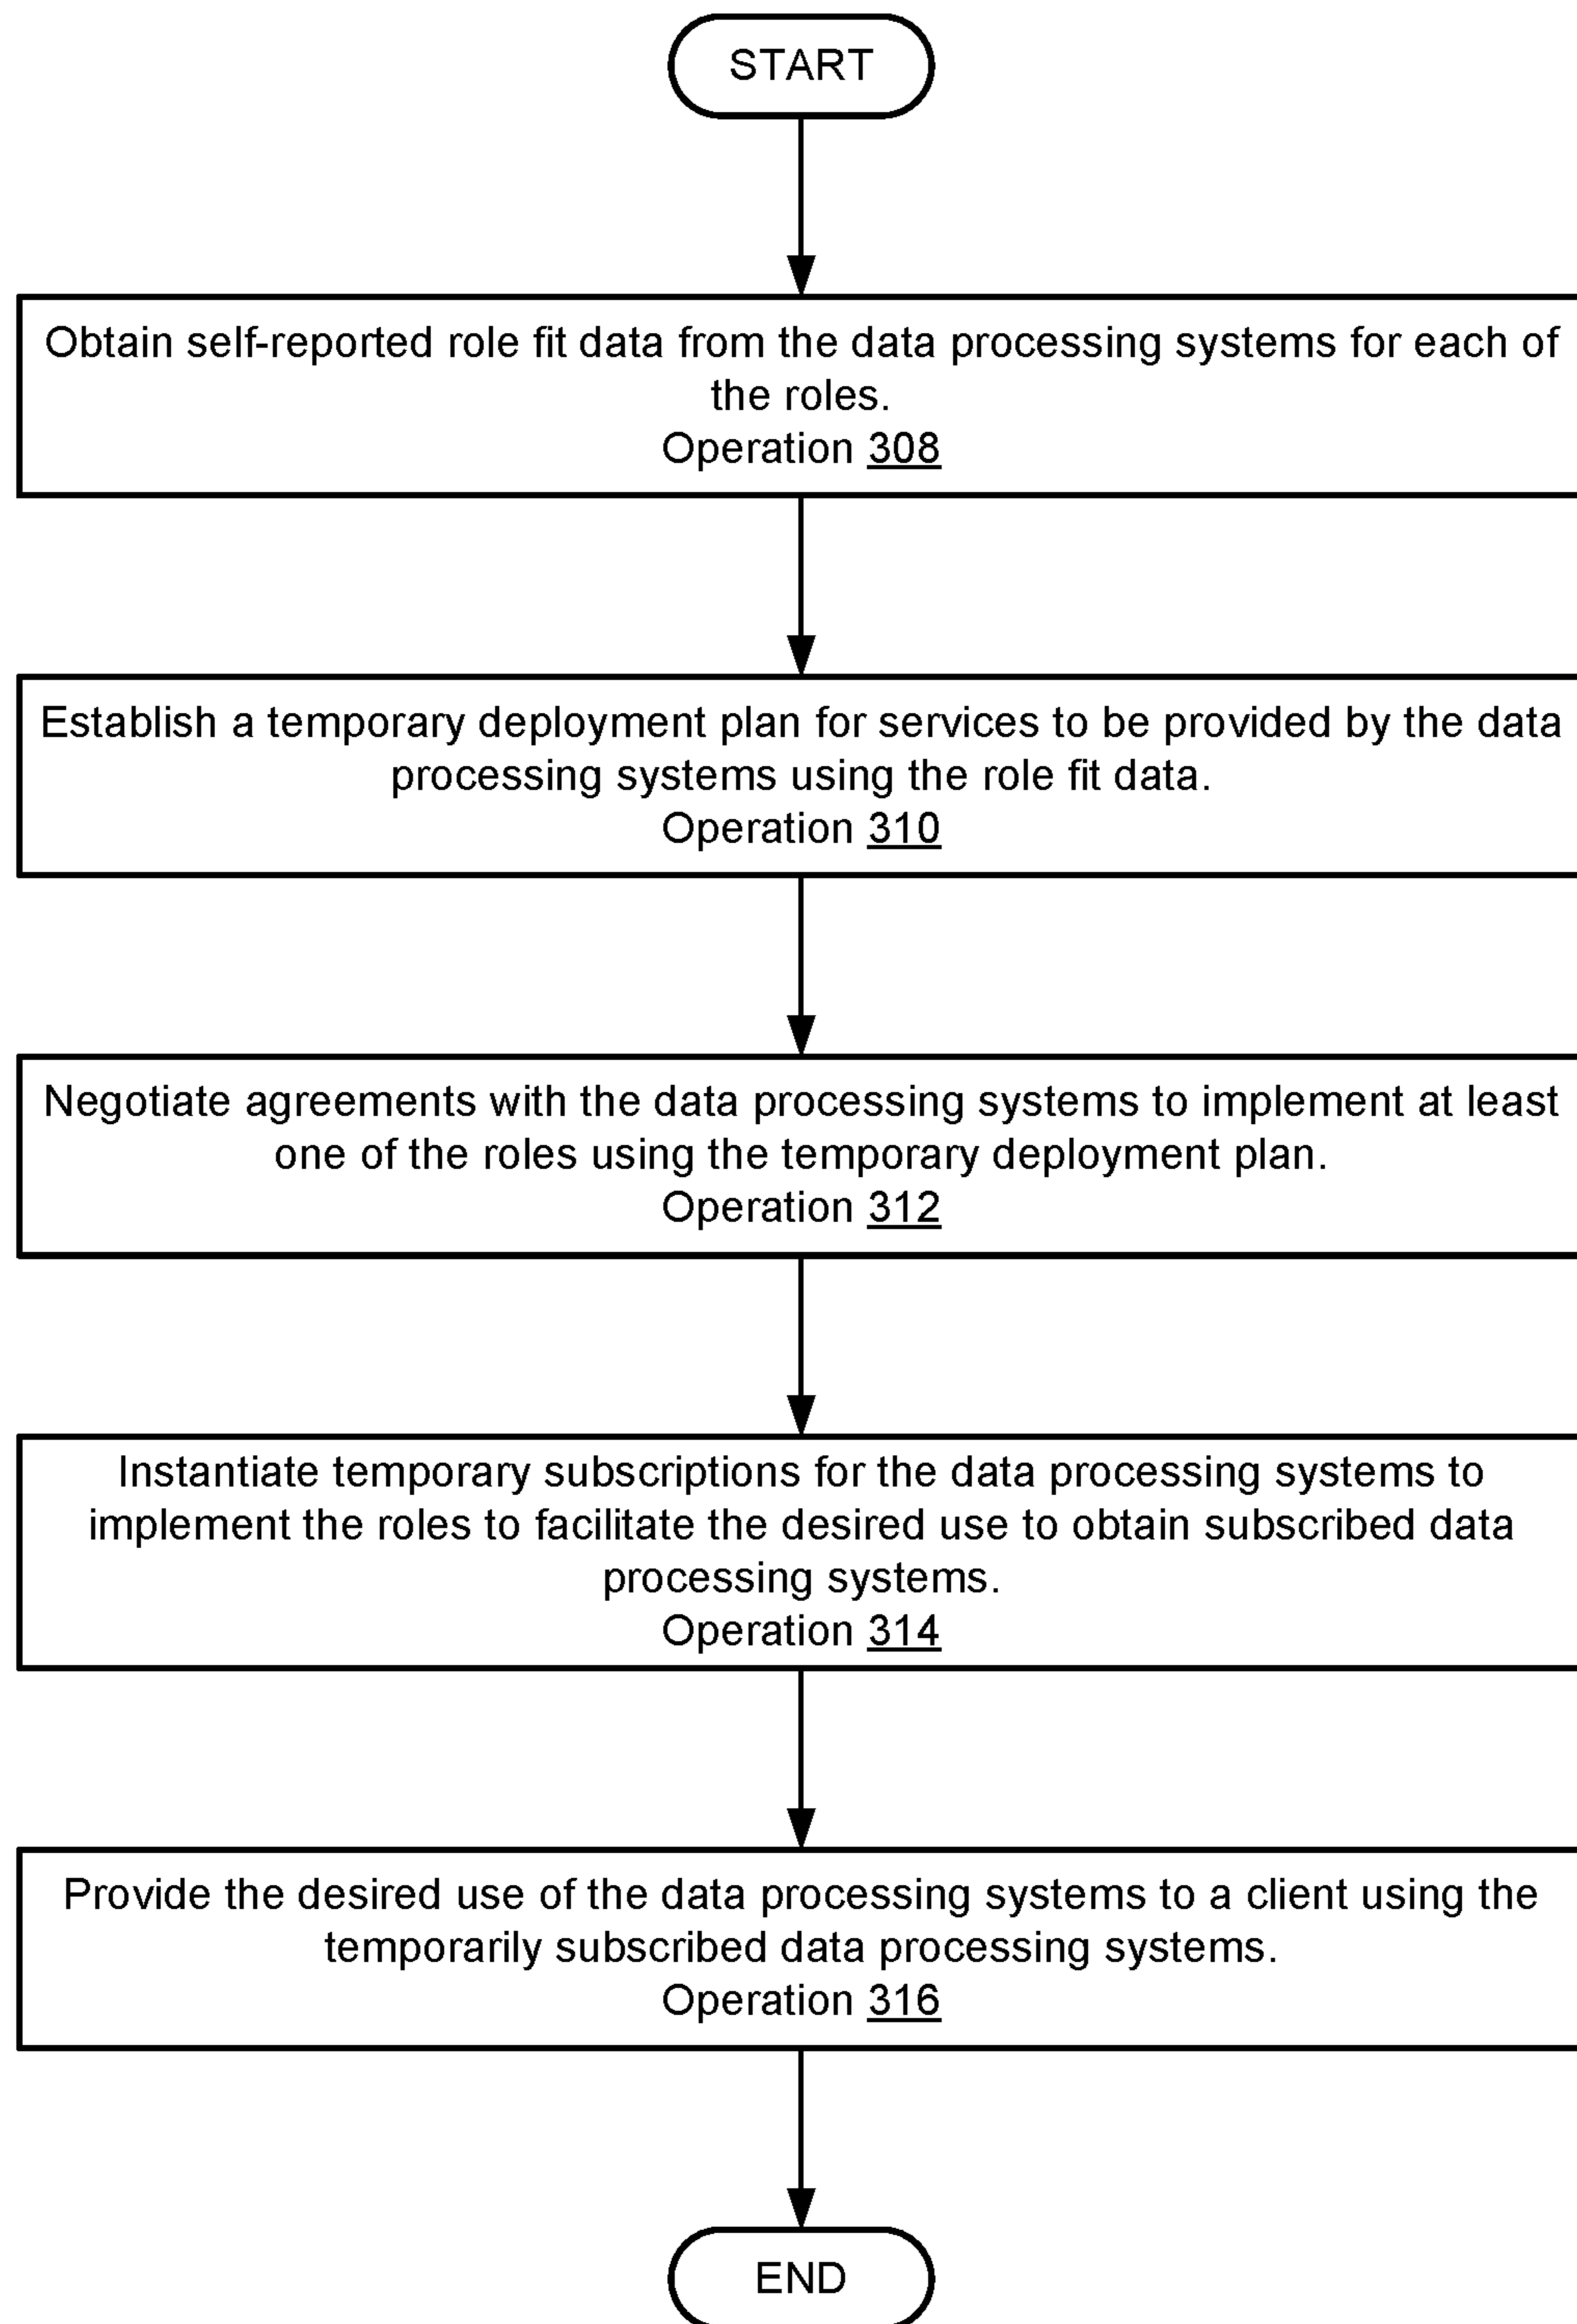 START
Obtain self-reported role fit data from the data processing systems for each of
the roles.
Operation 308
Establish a temporary deployment plan for services to be provided by the data
processing systems using the role fit data.
Operation 310
Negotiate agreements with the data processing systems to implement at least
one of the roles using the temporary deployment plan.
Operation 312
Instantiate temporary subscriptions for the data processing systems to
implement the roles to facilitate the desired use to obtain subscribed data
processing systems.
Operation 314
Provide the desired use of the data processing systems to a client using the
temporarily subscribed data processing systems.
Operation 316
END